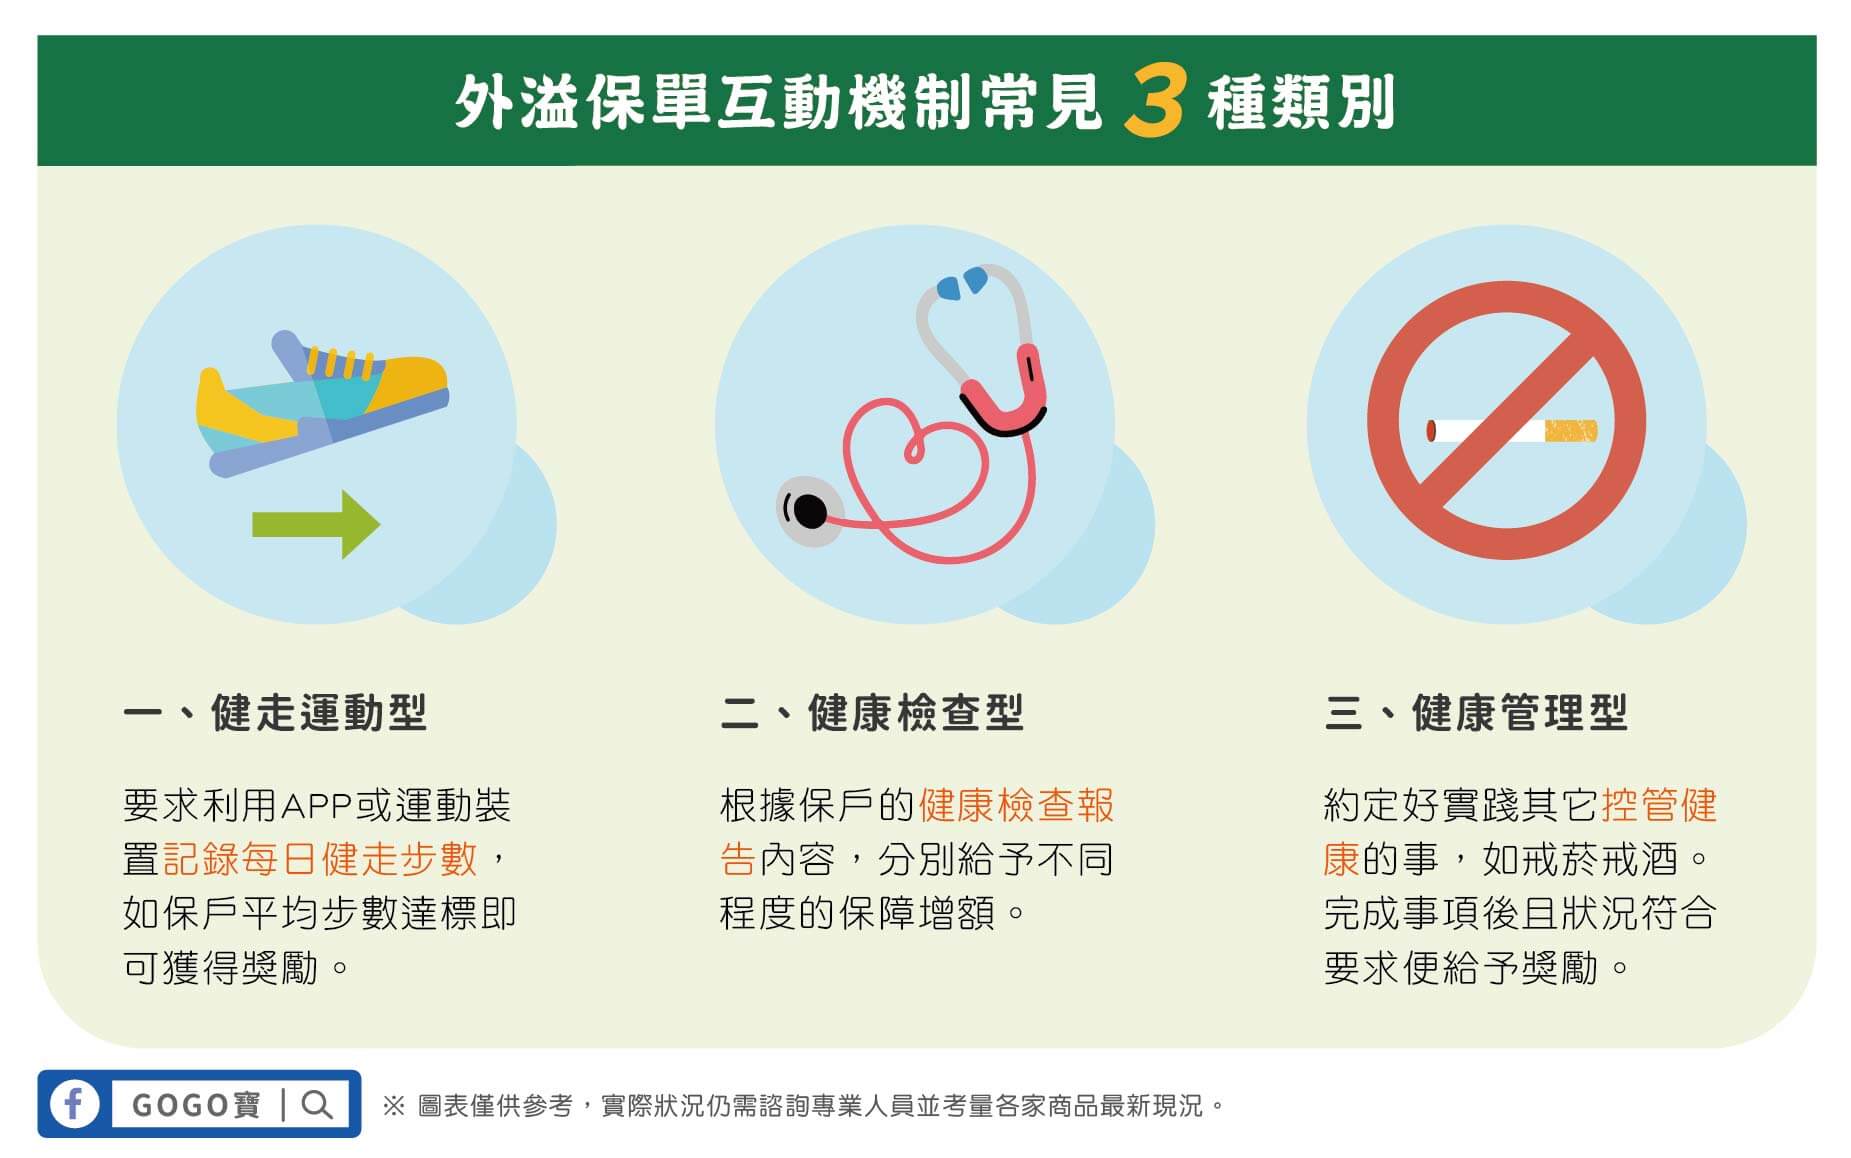 外溢保單互動機制常見3種類別
一、健走運動型
要求利用APP或運動裝
置記錄每日健走步數，
如保戶平均步數達標即
可獲得獎勵。
二、健康檢查型
根據保戶的健康檢查報
告內容，分別給予不同
程度的保障增額。
三、健康管理型
約定好實踐其它控管健
康的事，如戒菸戒酒。
完成事項後且狀況符合
要求便給予獎勵。
GOGO寶
※ 圖表僅供參考，實際狀況仍需諮詢專業人員並考量各家商品最新現況。